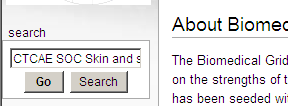 search
CTCAE SOC Skin and s
Go
Search
About Biomed
The Biomedical Grid
on the strengths of t
has been seeded wit